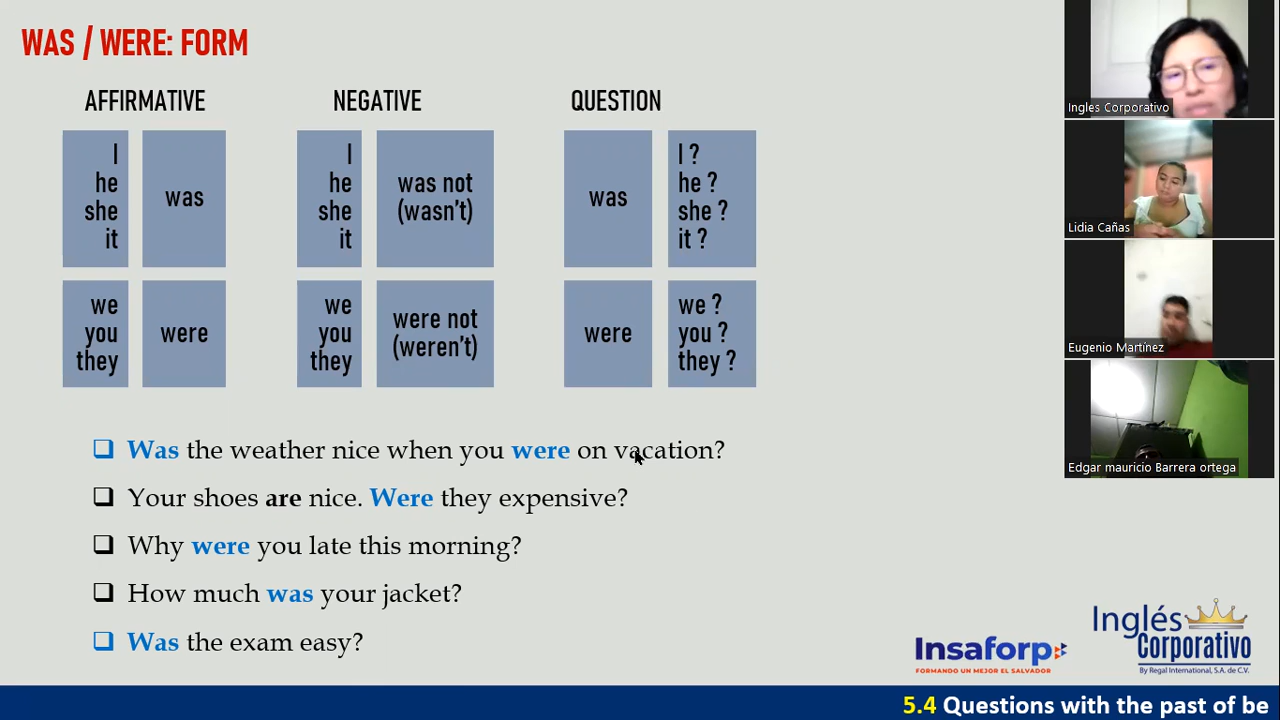 WAS / WERE: FORM
AFFIRMATIVE
I
he
she
it
was
we
you
they
were
NEGATIVE
I
he
she
it
was not
(wasn't)
we
you
they
were not
(weren't)
QUESTION
was
I ?
he ?
she ?
it ?
were
we ?
you ?
they ?
Was the weather nice when you were on vacation?
Your shoes are nice. Were they expensive?
Why were you late this morning?
How much was your jacket?
Was the exam easy?
Ingles Corporativo
Lidia Cañas
Eugenio Martínez
Edgar mauricio Barrera ortega
Insaforp
FORMANDO UN MEJOR EL SALVADOR
Inglés
Corporativo
By Regal International, S.A. de C.V.
5.4 Questions with the past of be